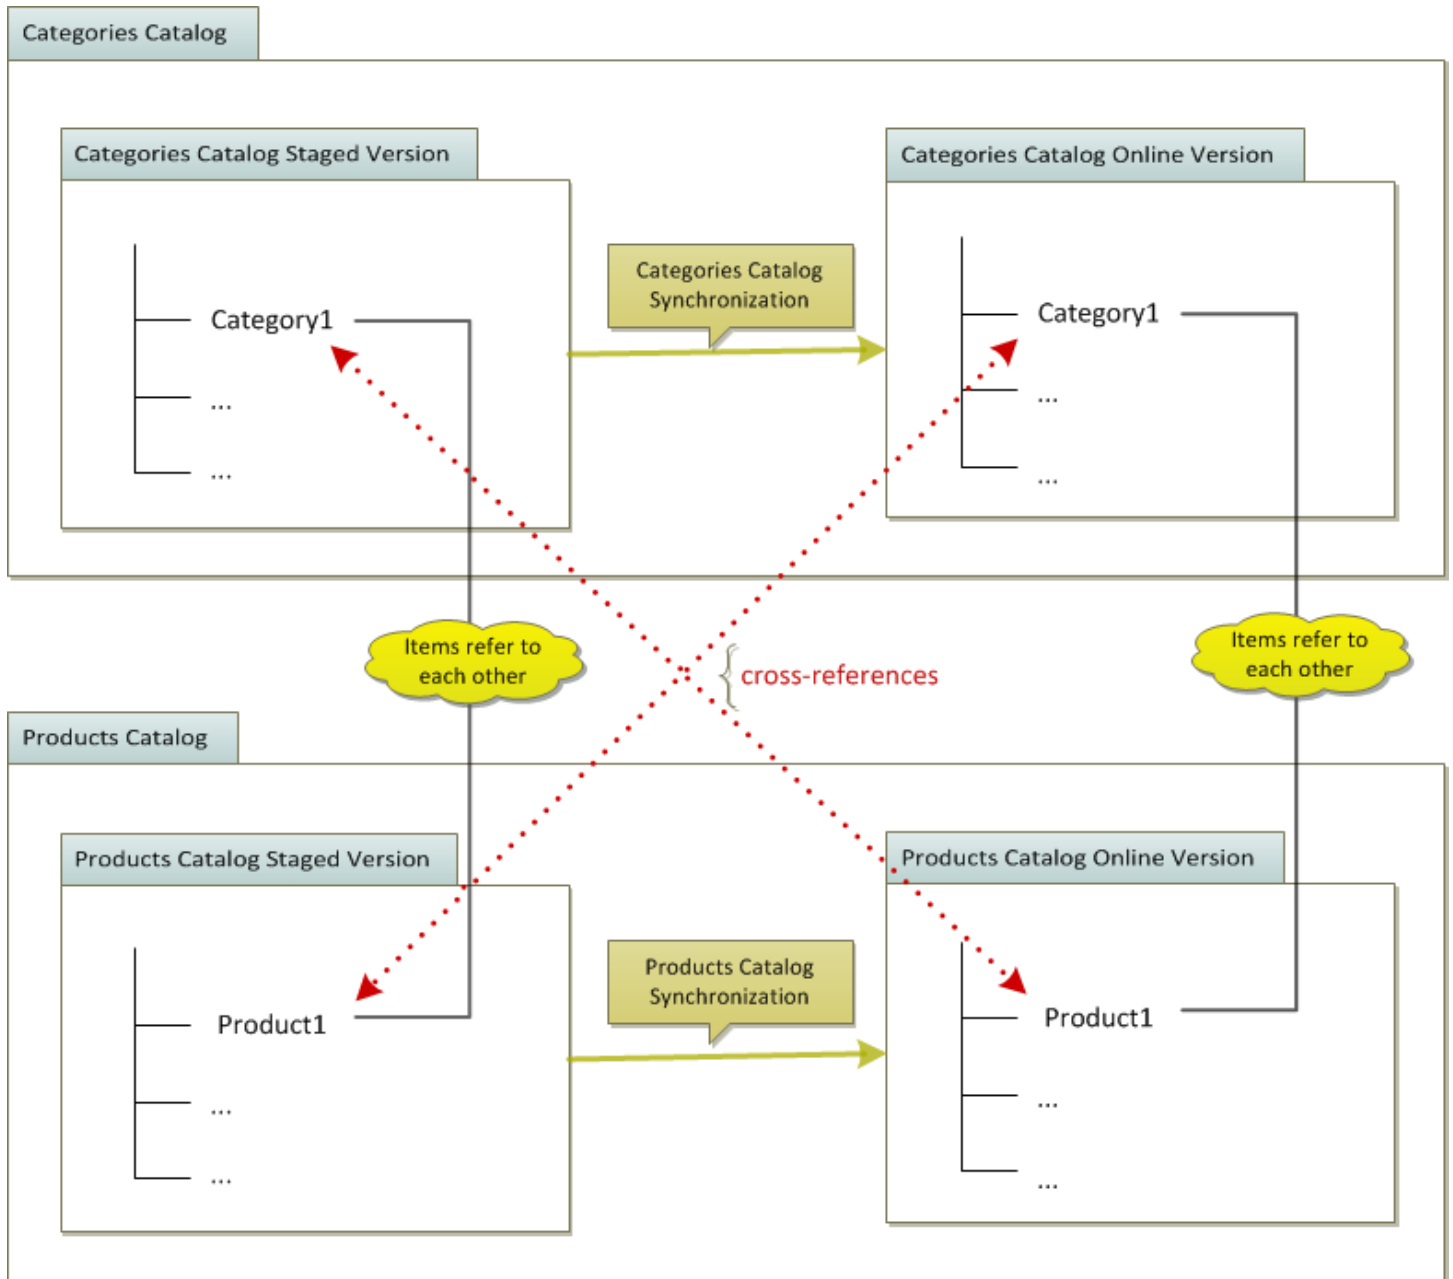 Categories Catalog
Categories Catalog Staged Version
Categories Catalog Online Version
Categories Catalog
Synchronization
Category1
...
...
Category1
...
...
Items refer to
each other
Items refer to
each other
cross-references
Products Catalog
Products Catalog Staged Version
Products Catalog Online Version
Products Catalog
Synchronization
Product1
...
...
Product1
...
...